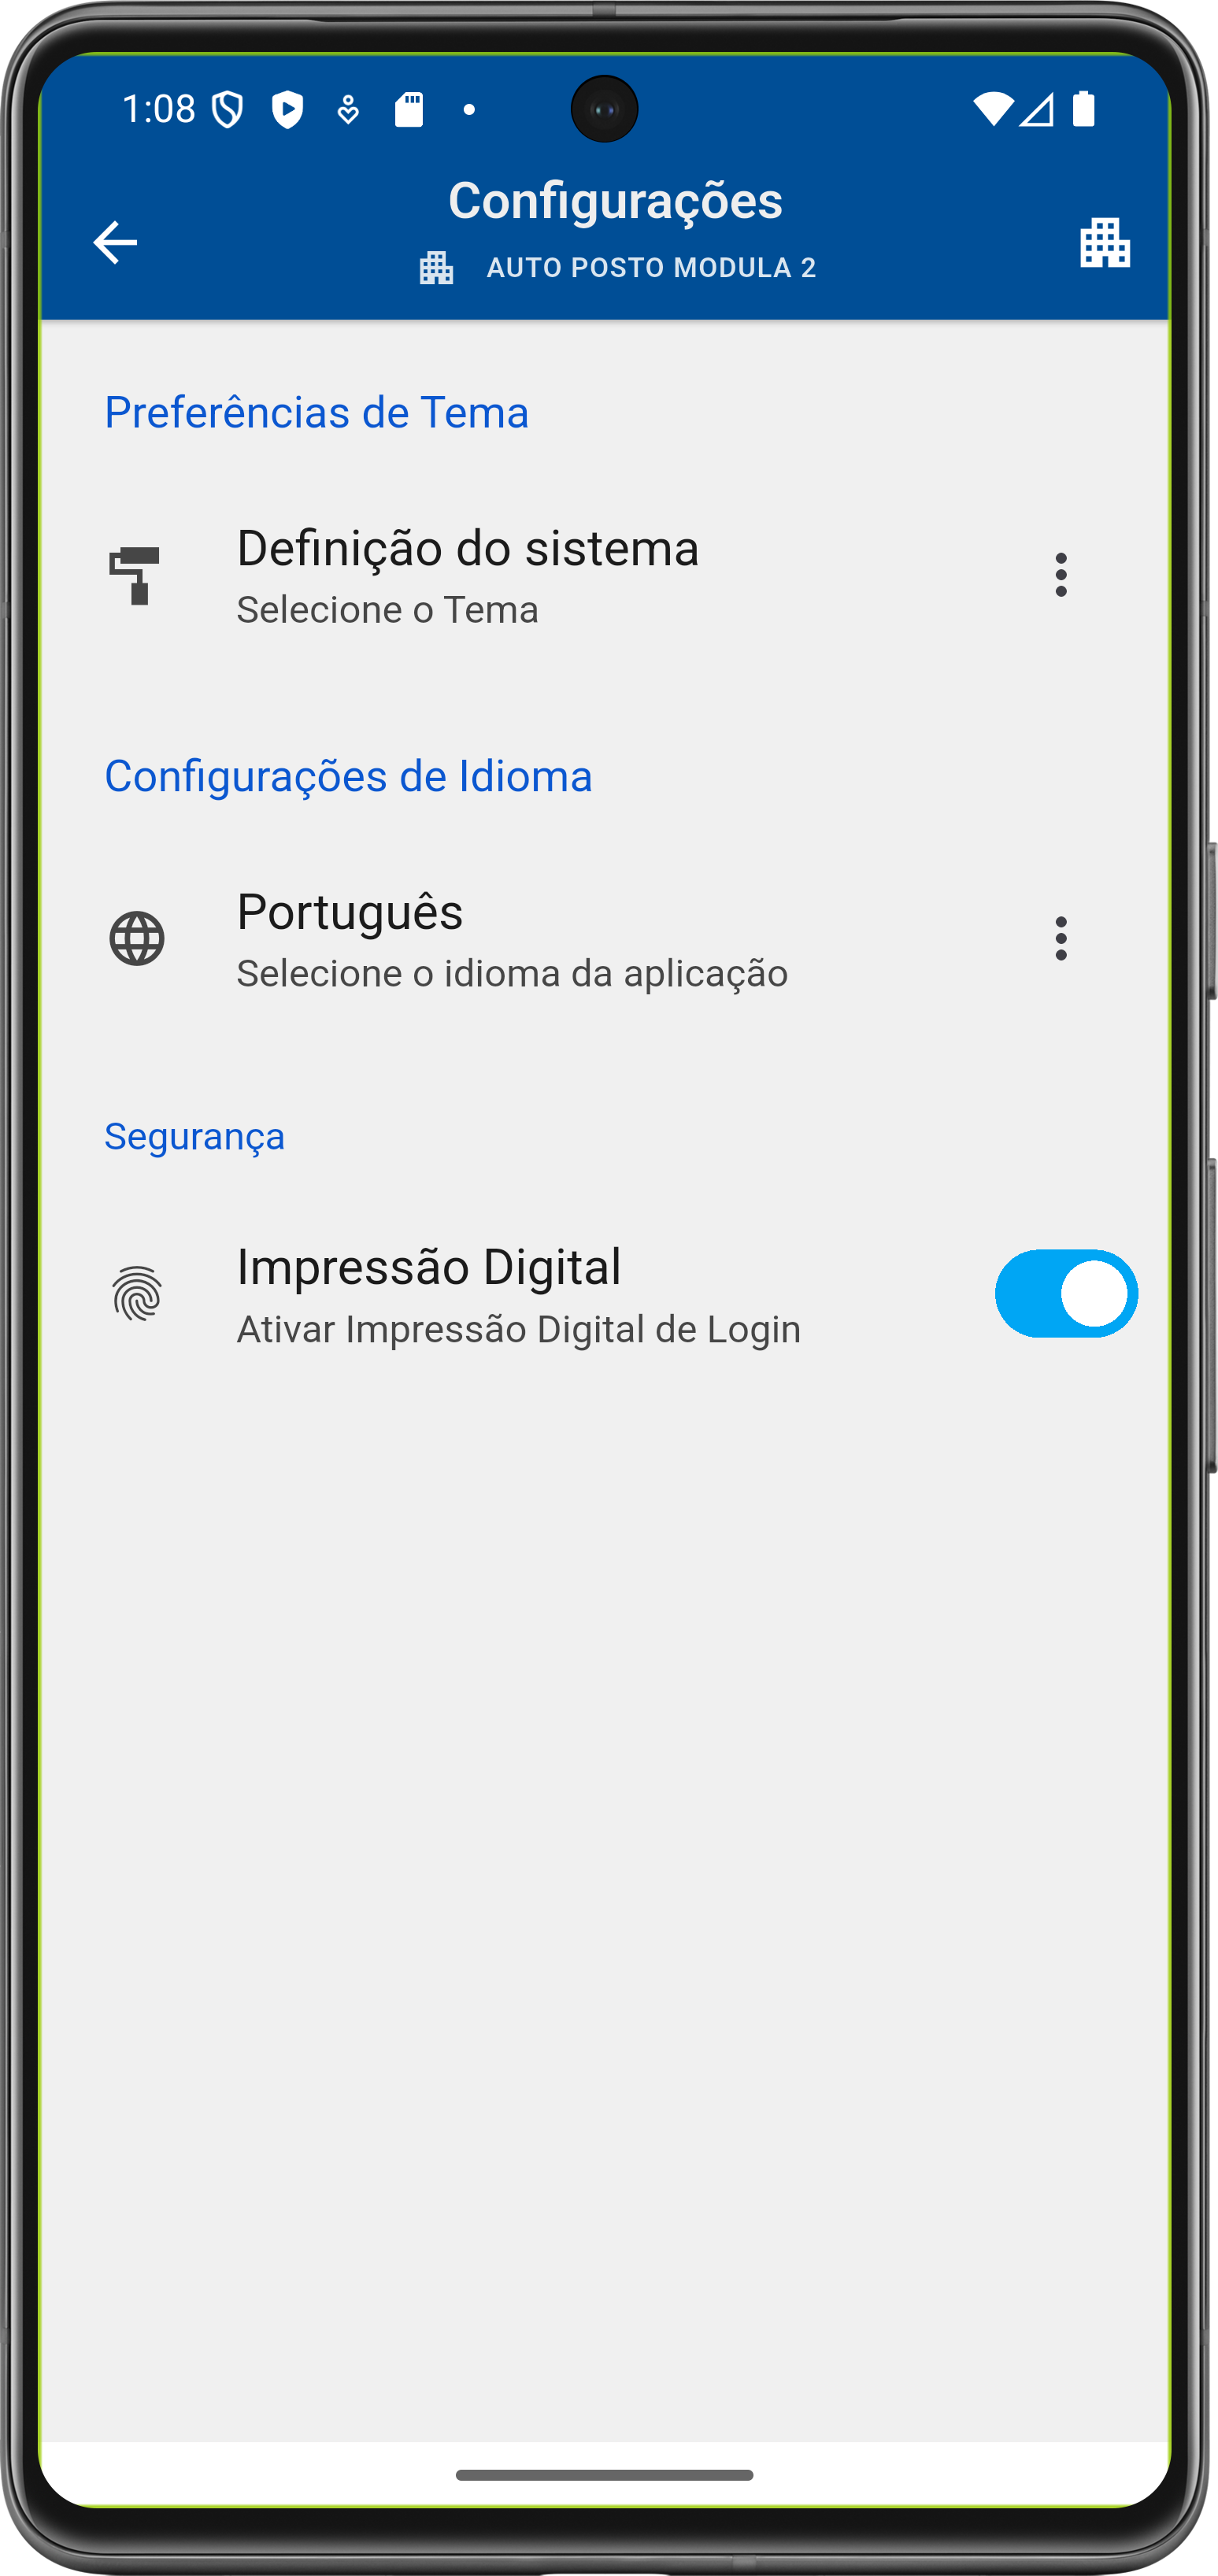 1:08
Configurações
AUTO POSTO MODULA 2
Preferências de Tema
Definição do sistema
Selecione o Tema
Configurações de Idioma
Português
Selecione o idioma da aplicação
Segurança
Impressão Digital
Ativar Impressão Digital de Login